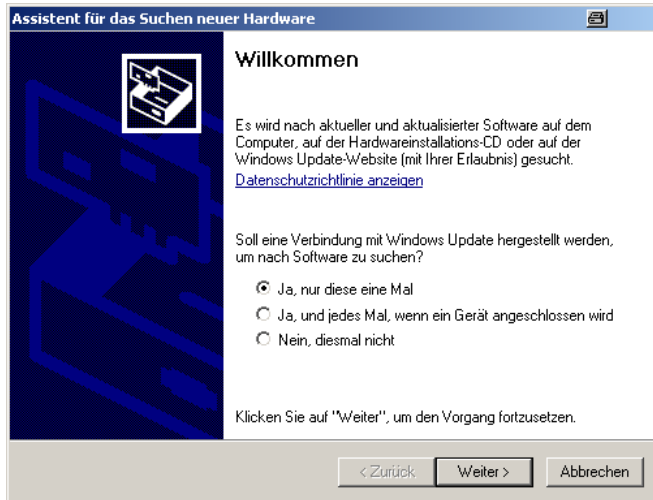 Assistent für das Suchen neuer Hardware
Willkommen
Es wird nach aktueller und aktualisierter Software auf dem
Computer, auf der Hardwareinstallations-CD oder auf der
Windows Update-Website (mit Ihrer Erlaubnis) gesucht.
Datenschutzrichtlinie anzeigen
Soll eine Verbindung mit Windows Update hergestellt werden,
um nach Software zu suchen?
Ja, nur diese eine Mal
Ja, und jedes Mal, wenn ein Gerät angeschlossen wird
Nein, diesmal nicht
Klicken Sie auf "Weiter", um den Vorgang fortzusetzen.
< Zurück Weiter > Abbrechen